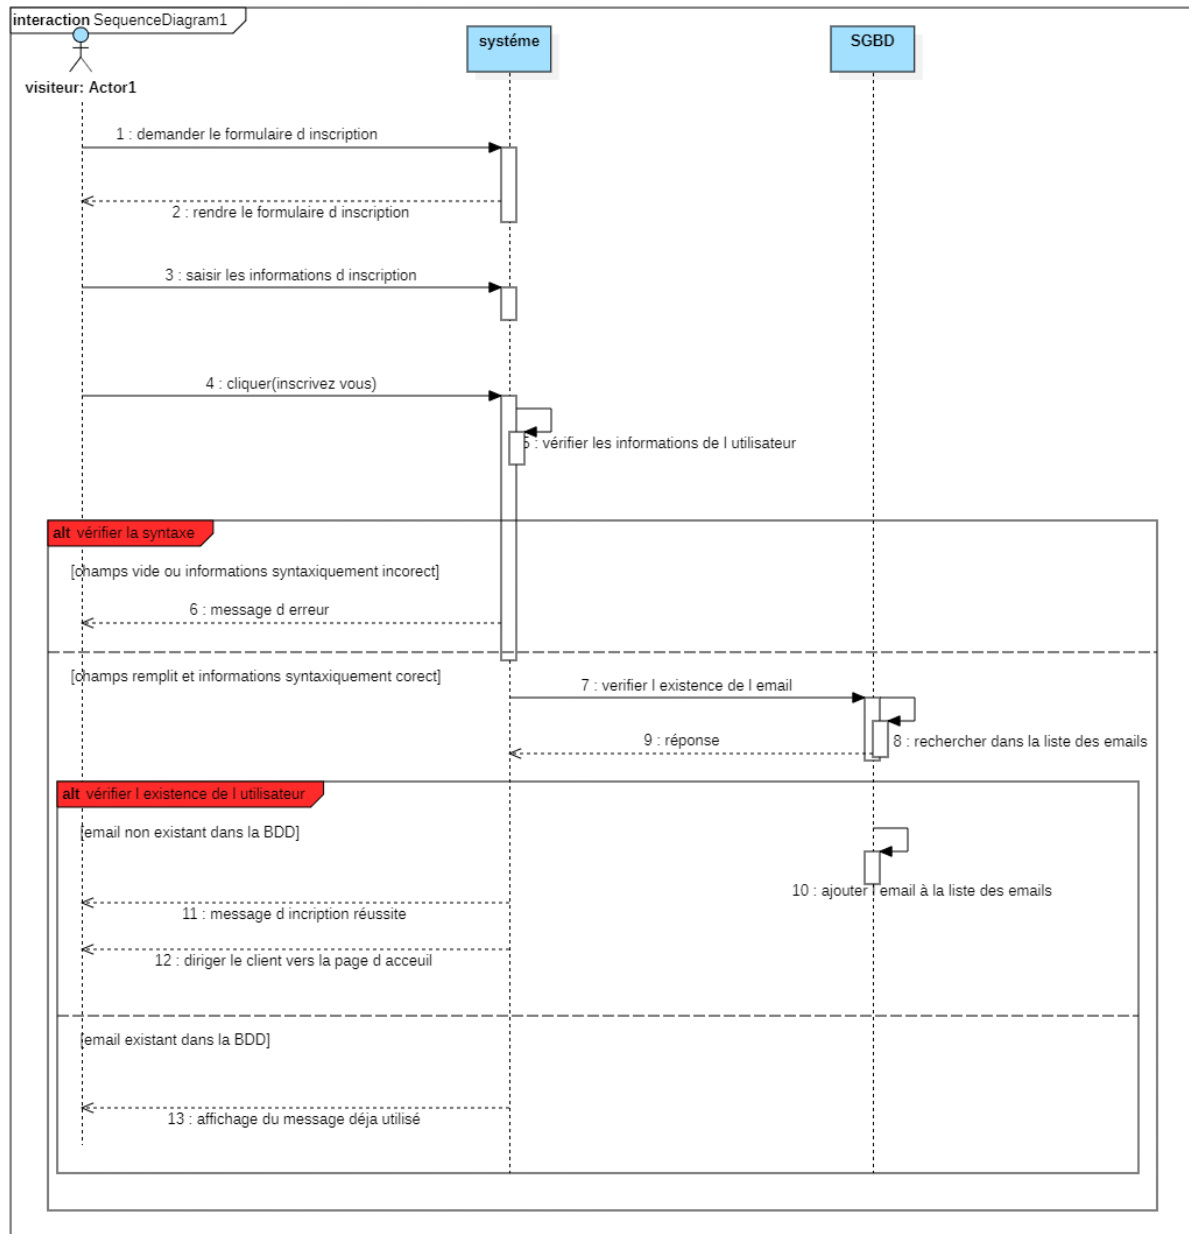 interaction SequenceDiagram1
systéme
SGBD
visiteur: Actor1
1 : demander le formulaire d inscription
2 : rendre le formulaire d inscription
3 : saisir les informations d inscription
4 : cliquer(inscrivez vous)
5 : vérifier les informations de l utilisateur
alt vérifier la syntaxe
[champs vide ou informations syntaxiquement incorect]
6 : message d erreur
[champs remplit et informations syntaxiquement corect]
7 : verifier l existence de l email
9 : réponse
8 : rechercher dans la liste des emails
alt vérifier l existence de l utilisateur
[email non existant dans la BDD]
10 : ajouter l email à la liste des emails
11 : message d incription réussite
12 : diriger le client vers la page d acceuil
[email existant dans la BDD]
13 : affichage du message déja utilisé